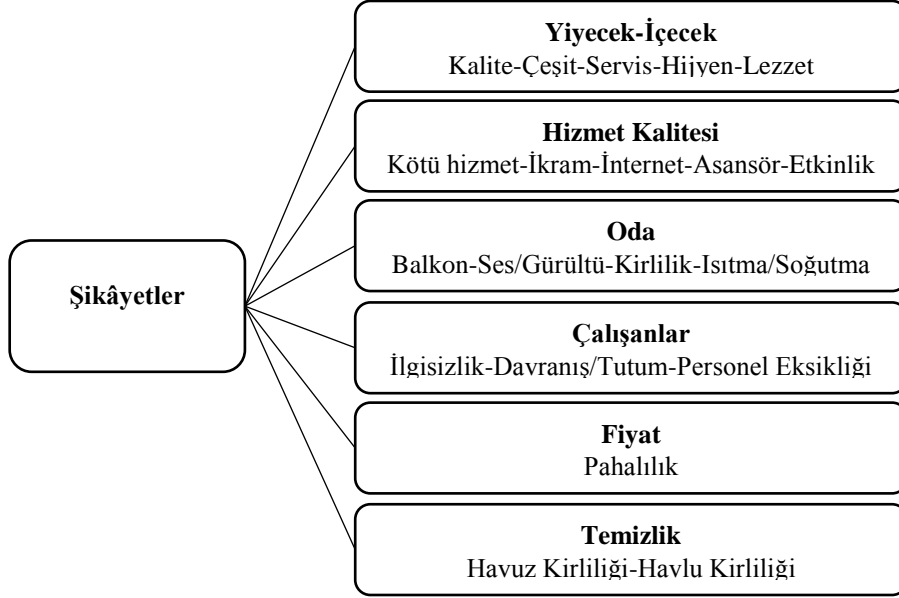 Yiyecek-İçecek
Kalite-Çeşit-Servis-Hijyen-Lezzet
Hizmet Kalitesi
Kötü hizmet-İkram-İnternet-Asansör-Etkinlik
Oda
Balkon-Ses/Gürültü-Kirlilik-Isıtma/Soğutma
Şikâyetler
Çalışanlar
İlgisizlik-Davranış/Tutum-Personel Eksikliği
Fiyat
Pahalılık
Temizlik
Havuz Kirliliği-Havlu Kirliliği